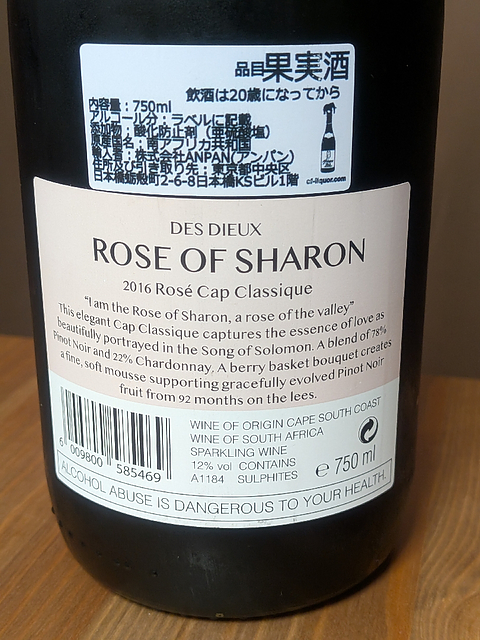 品目果実酒
飲酒は20歳になってから
内容量：750ml
アルコール分：ラベルに記載
添加物：酸化防止剤（亜硫酸塩）
原産国名：南アフリカ共和国
輸入者：株式会社ANPAN(アンパン)
住所及び引き取り先：東京都中央区
日本橋蛎殻町2-6-8日本橋KSビル1階
cf-liquor.com
DES DIEUX
ROSE OF SHARON
2016 Rosé Cap Classique
“I am the Rose of Sharon, a rose of the valley”
This elegant Cap Classique captures the essence of love as
beautifully portrayed in the Song of Solomon. A blend of 78%
Pinot Noir and 22% Chardonnay. A berry basket bouquet creates
a fine, soft mousse supporting gracefully evolved Pinot Noir
fruit from 92 months on the lees.
WINE OF ORIGIN CAPE SOUTH COAST
WINE OF SOUTH AFRICA
SPARKLING WINE
12% vol CONTAINS
A1184 SULPHITES
℮ 750 ml
6 009800 585469
ALCOHOL ABUSE IS DANGEROUS TO YOUR HEALTH.